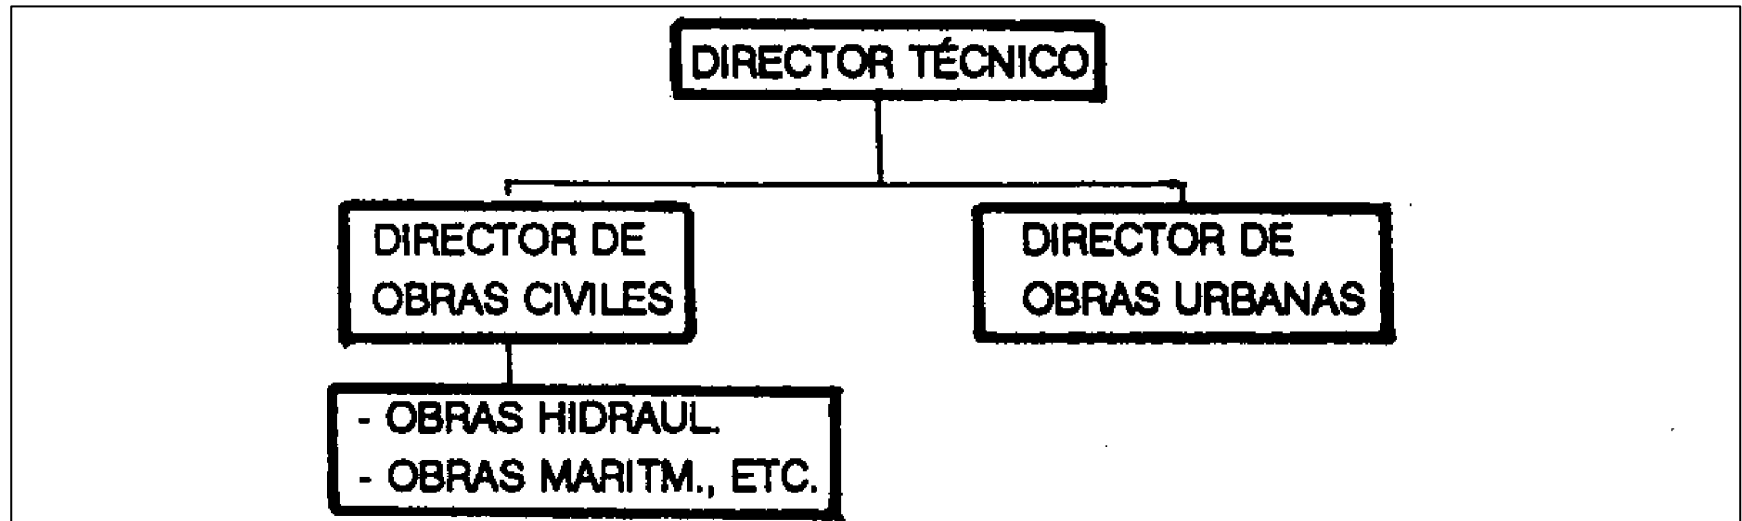 DIRECTOR TÉCNICO
DIRECTOR DE
OBRAS CIVILES
DIRECTOR DE
OBRAS URBANAS
- OBRAS HIDRAUL.
- OBRAS MARITM., ETC.